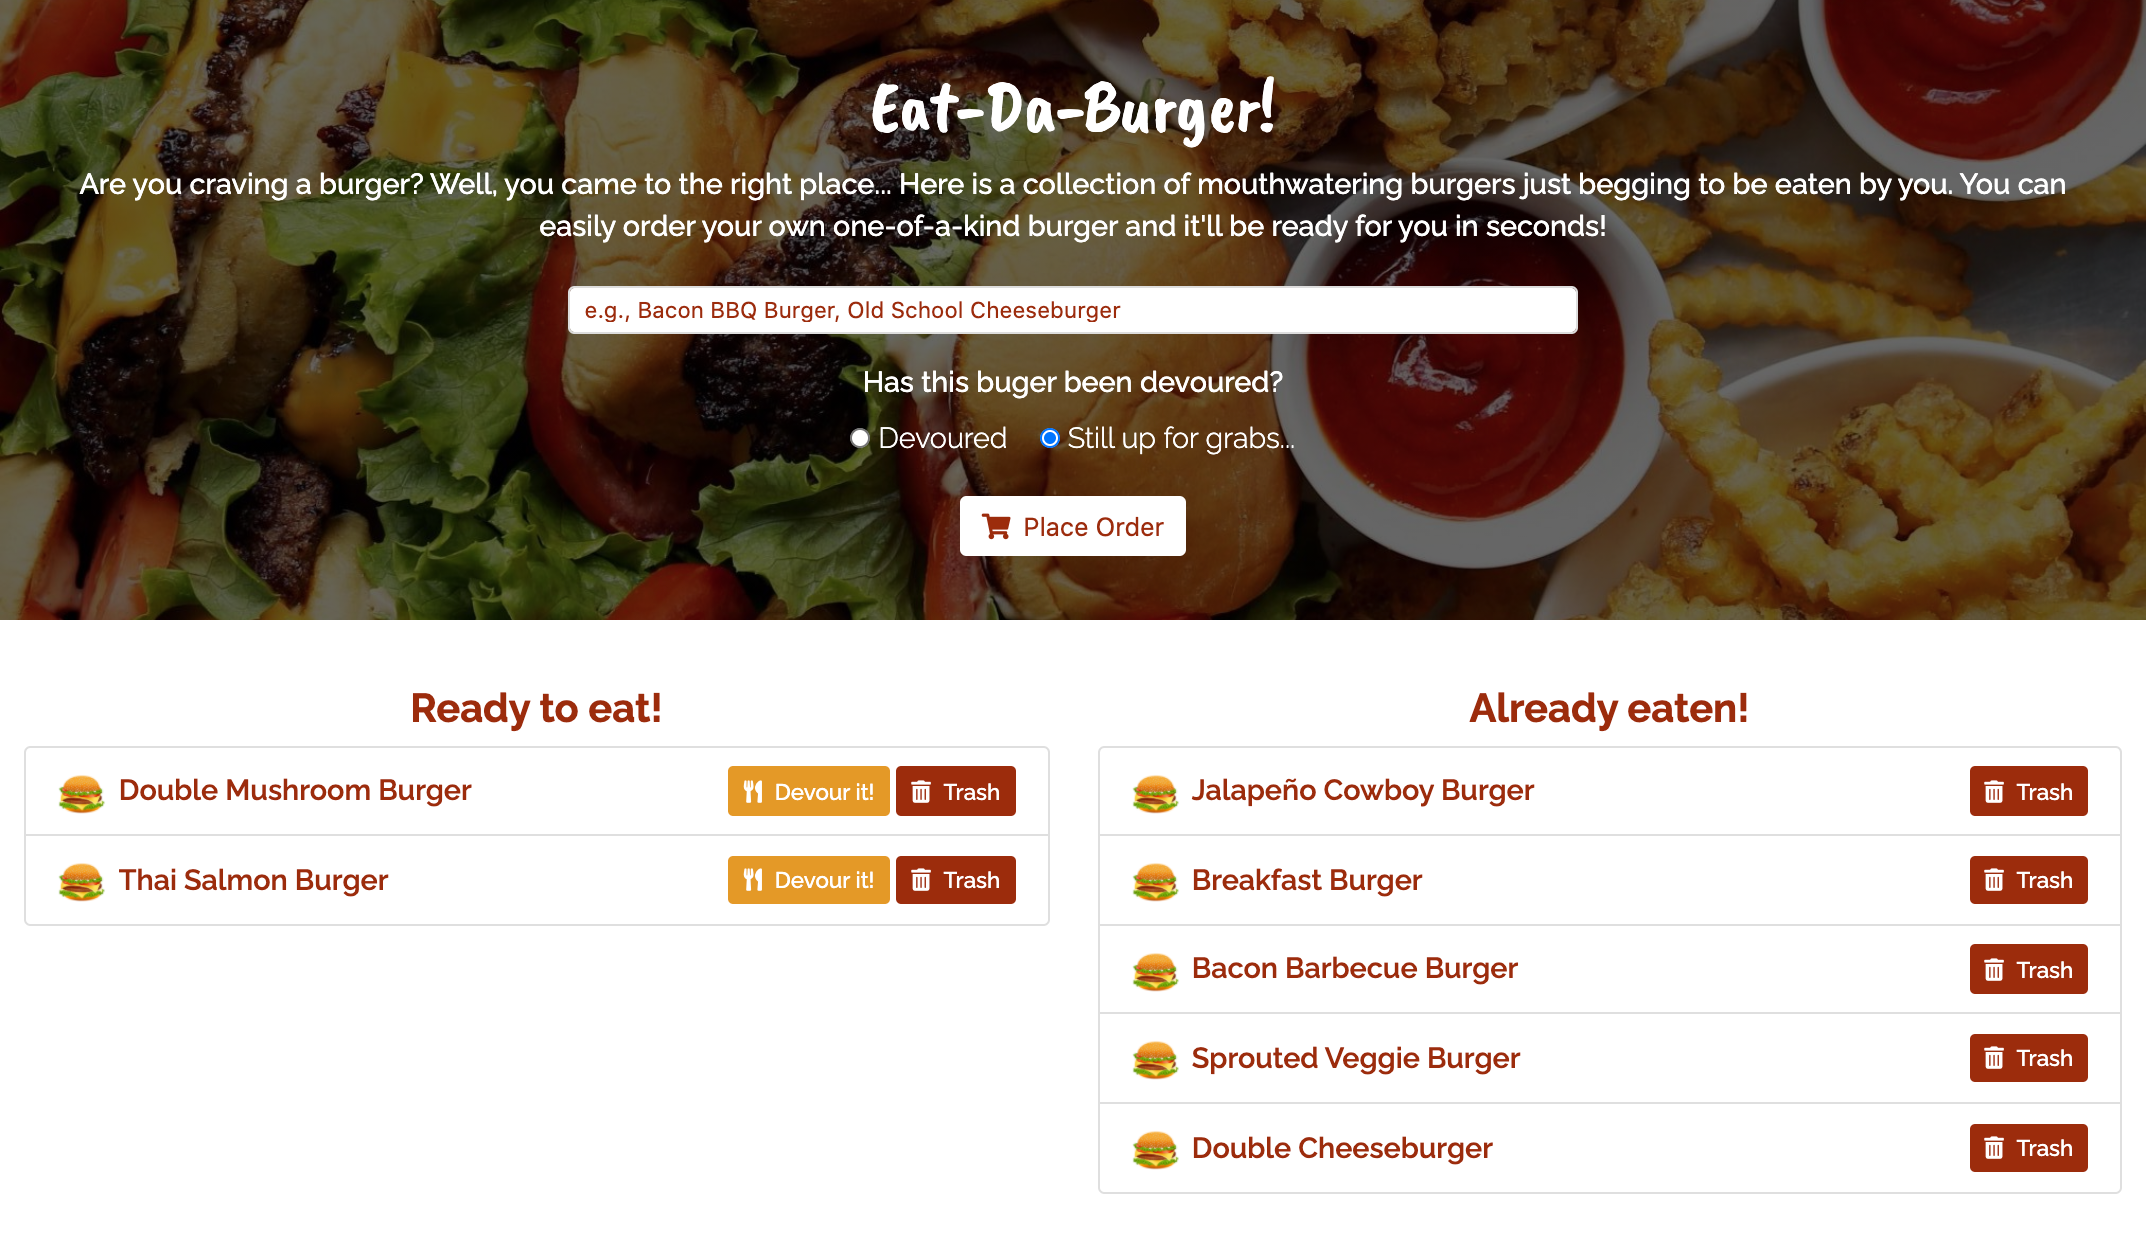 Eat-Da-Burger!
Are you craving a burger? Well, you came to the right place... Here is a collection of mouthwatering burgers just begging to be eaten by you. You can
easily order your own one-of-a-kind burger and it'll be ready for you in seconds!
e.g., Bacon BBQ Burger, Old School Cheeseburger
Has this buger been devoured?
Devoured Still up for grabs...
Place Order
Ready to eat!
Double Mushroom Burger Devour it! Trash
Thai Salmon Burger Devour it! Trash
Already eaten!
Jalapeño Cowboy Burger Trash
Breakfast Burger Trash
Bacon Barbecue Burger Trash
Sprouted Veggie Burger Trash
Double Cheeseburger Trash